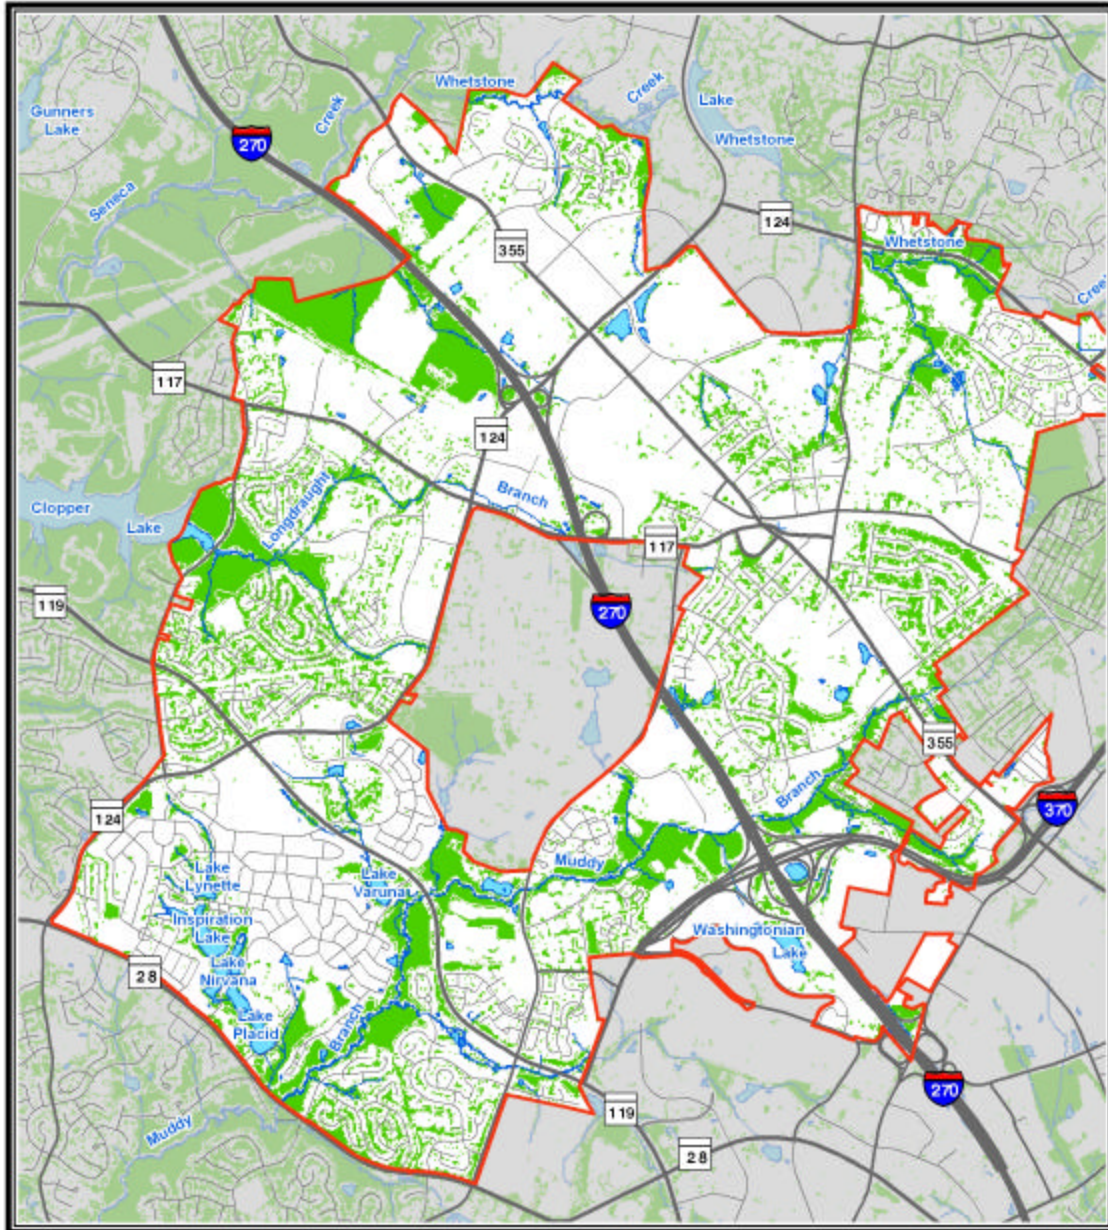 Whetstone
Creek
Lake
Whetstone
Gunners
Lake
Creek
270
Seneca
124
355
Whetstone
Creek
117
124
Clopper
Lake
Longdraught
Branch
117
119
270
355
370
124
Branch
Muddy
Lake
Lynette
Lake
Varuna
Inspiration
Lake
Washingtonian
Lake
Lake
Nirvana
28
Lake
Placid
Branch
270
Muddy
119
28